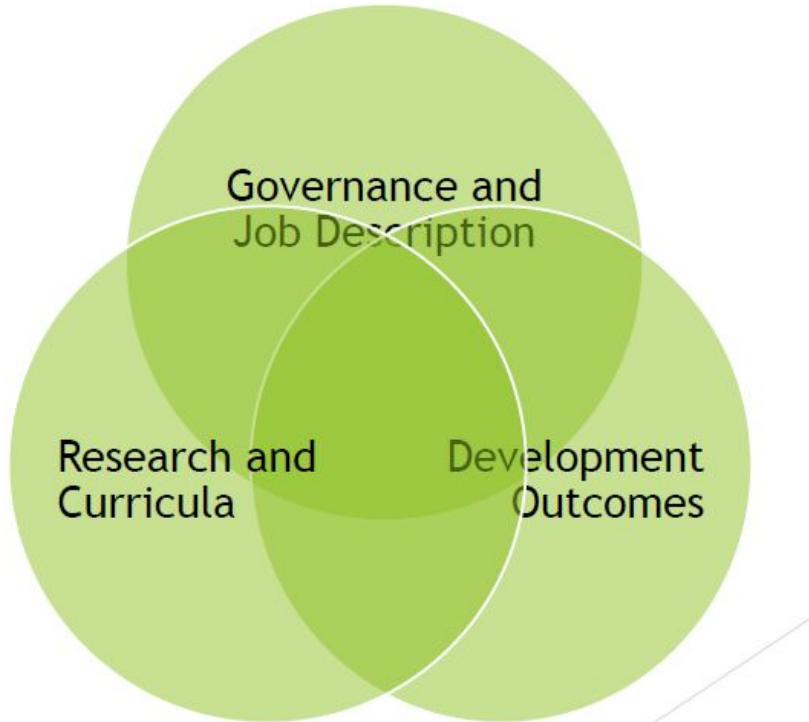 Governance and
Job Description
Research and
Curricula
Development
Outcomes